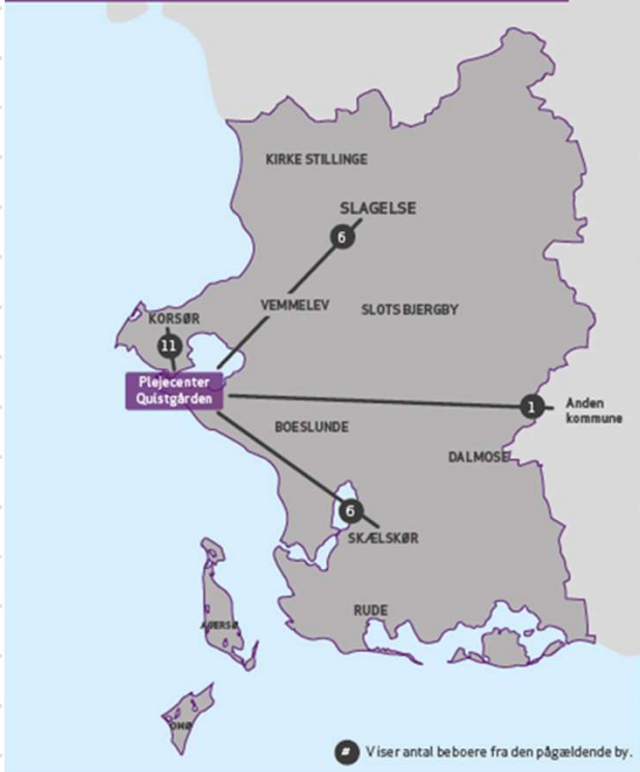 KIRKE STILLINGE
SLAGELSE
6
VEMMELEV
SLOTS BJERGBY
KORSØR
11
Plejecenter
Quistgården
1
Anden
kommune
BOESLUNDE
DALMOSE
6
SKÆLSKØR
RUDE
AGERSØ
OMØ
# Viser antal beboere fra den pågældende by.